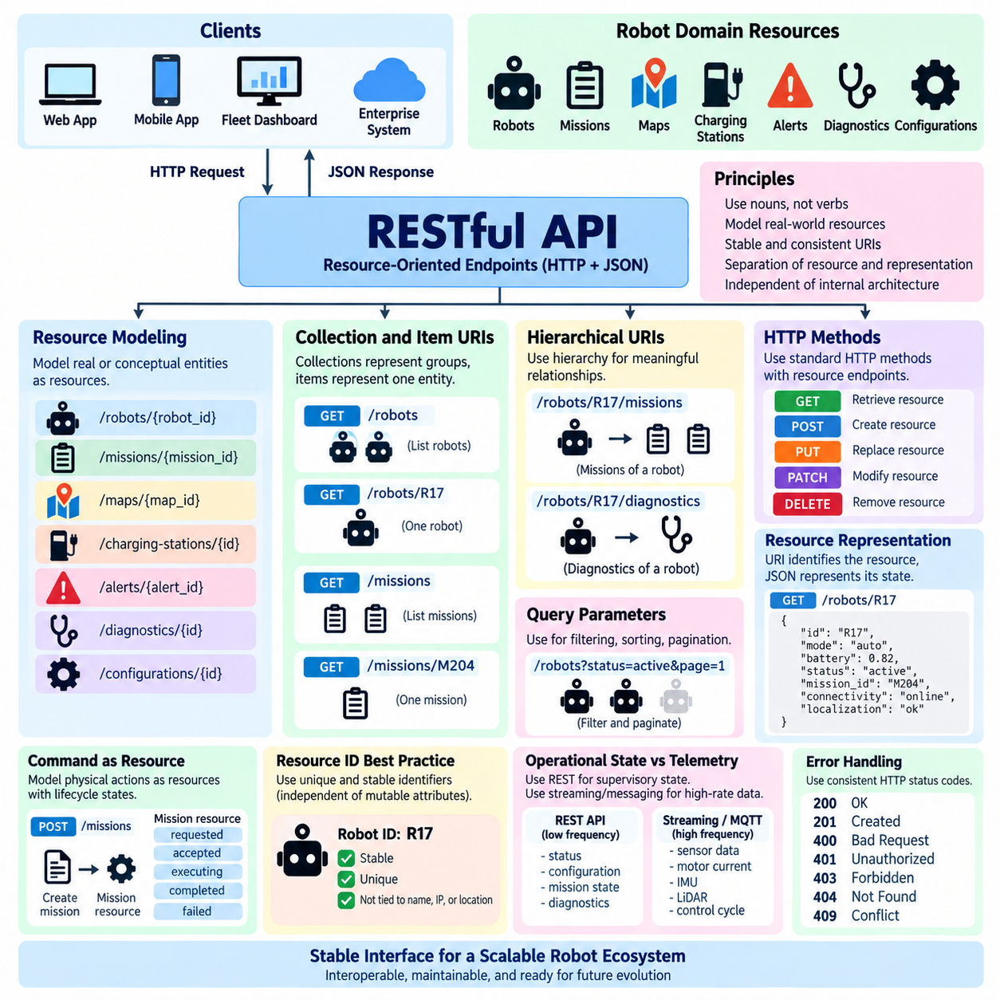 Clients
Web App
Mobile App
Fleet Dashboard
Enterprise
System
Robot Domain Resources
Robots
Missions
Maps
Charging
Stations
Alerts
Diagnostics
Configurations
HTTP Request
JSON Response
RESTful API
Resource-Oriented Endpoints (HTTP + JSON)
Principles
Use nouns, not verbs
Model real-world resources
Stable and consistent URIs
Separation of resource and representation
Independent of internal architecture
Resource Modeling
Model real or conceptual entities
as resources.
/robots/{robot_id}
/missions/{mission_id}
/maps/{map_id}
/charging-stations/{id}
/alerts/{alert_id}
/diagnostics/{id}
/configurations/{id}
Collection and Item URIs
Collections represent groups,
items represent one entity.
GET /robots
(List robots)
GET /robots/R17
(One robot)
GET /missions
(List missions)
GET /missions/M204
(One mission)
Hierarchical URIs
Use hierarchy for meaningful
relationships.
/robots/R17/missions
(Missions of a robot)
/robots/R17/diagnostics
(Diagnostics of a robot)
Query Parameters
Use for filtering, sorting, pagination.
/robots?status=active&page=1
(Filter and paginate)
HTTP Methods
Use standard HTTP methods
with resource endpoints.
GET Retrieve resource
POST Create resource
PUT Replace resource
PATCH Modify resource
DELETE Remove resource
Resource Representation
URI identifies the resource,
JSON represents its state.
GET /robots/R17
{
"id": "R17",
"mode": "auto",
"battery": 0.82,
"status": "active",
"mission_id": "M204",
"connectivity": "online",
"localization": "ok"
}
Command as Resource
Model physical actions as resources
with lifecycle states.
POST /missions
Create
mission
Mission
resource
Mission resource
requested
accepted
executing
completed
failed
Resource ID Best Practice
Use unique and stable identifiers
(independent of mutable attributes).
Robot ID: R17
Stable
Unique
Not tied to name, IP, or location
Operational State vs Telemetry
Use REST for supervisory state.
Use streaming/messaging for high-rate data.
REST API
(low frequency)
- status
- configuration
- mission state
- diagnostics
Streaming / MQTT
(high frequency)
- sensor data
- motor current
- IMU
- LiDAR
- control cycle
Error Handling
Use consistent HTTP status codes.
200 OK
201 Created
400 Bad Request
401 Unauthorized
403 Forbidden
404 Not Found
409 Conflict
Stable Interface for a Scalable Robot Ecosystem
Interoperable, maintainable, and ready for future evolution